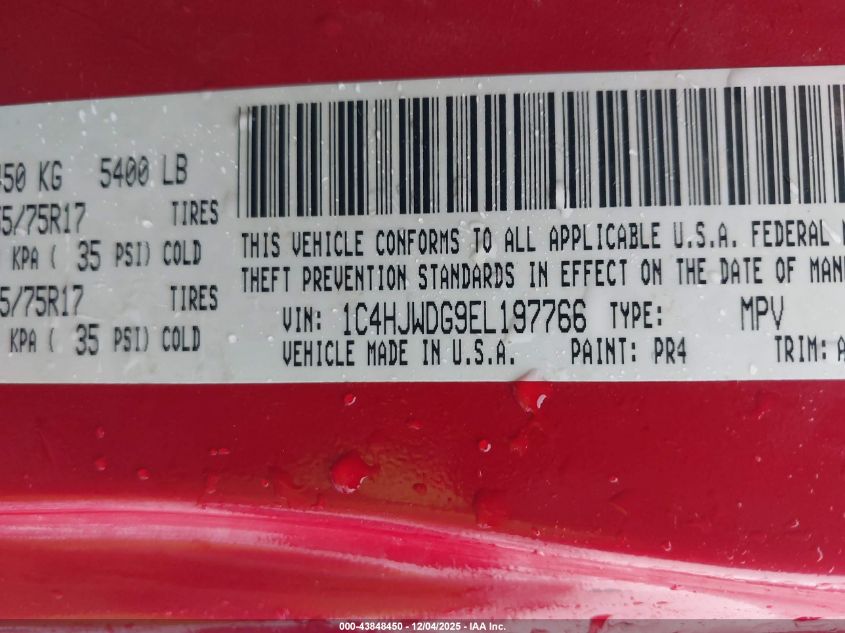 450 KG 5400 LB
5/75R17 TIRES
KPA ( 35 PSI) COLD
5/75R17 TIRES
KPA ( 35 PSI) COLD
THIS VEHICLE CONFORMS TO ALL APPLICABLE U.S.A. FEDERAL
THEFT PREVENTION STANDARDS IN EFFECT ON THE DATE OF MAN
VIN: 1C4HJWDG9EL197766 TYPE: MPV
VEHICLE MADE IN U.S.A. PAINT: PR4 TRIM: A
000-43848450 - 12/04/2025 - IAA Inc.